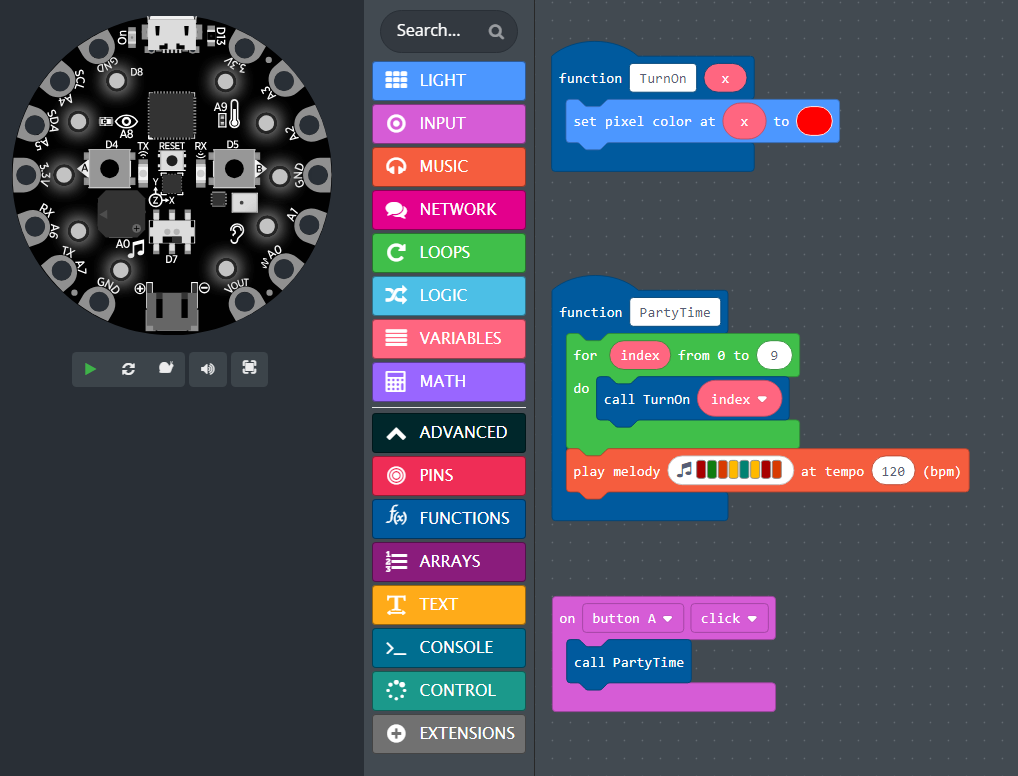 On
D13
GND
D8
3.3V
SCL A4
A3
SDA A5
A9
A8
A2
D4
TX
RESET
RX
D5
3.3V
A
B
GND
Y
Z
X
RX A6
A1
A0
D7
TX A7
A0
GND
VOUT
Search...
LIGHT
INPUT
MUSIC
NETWORK
LOOPS
LOGIC
VARIABLES
MATH
ADVANCED
PINS
FUNCTIONS
ARRAYS
TEXT
CONSOLE
CONTROL
EXTENSIONS
function TurnOn x
set pixel color at x to
function PartyTime
for index from 0 to 9
do call TurnOn index
play melody at tempo 120 (bpm)
on button A click
call PartyTime